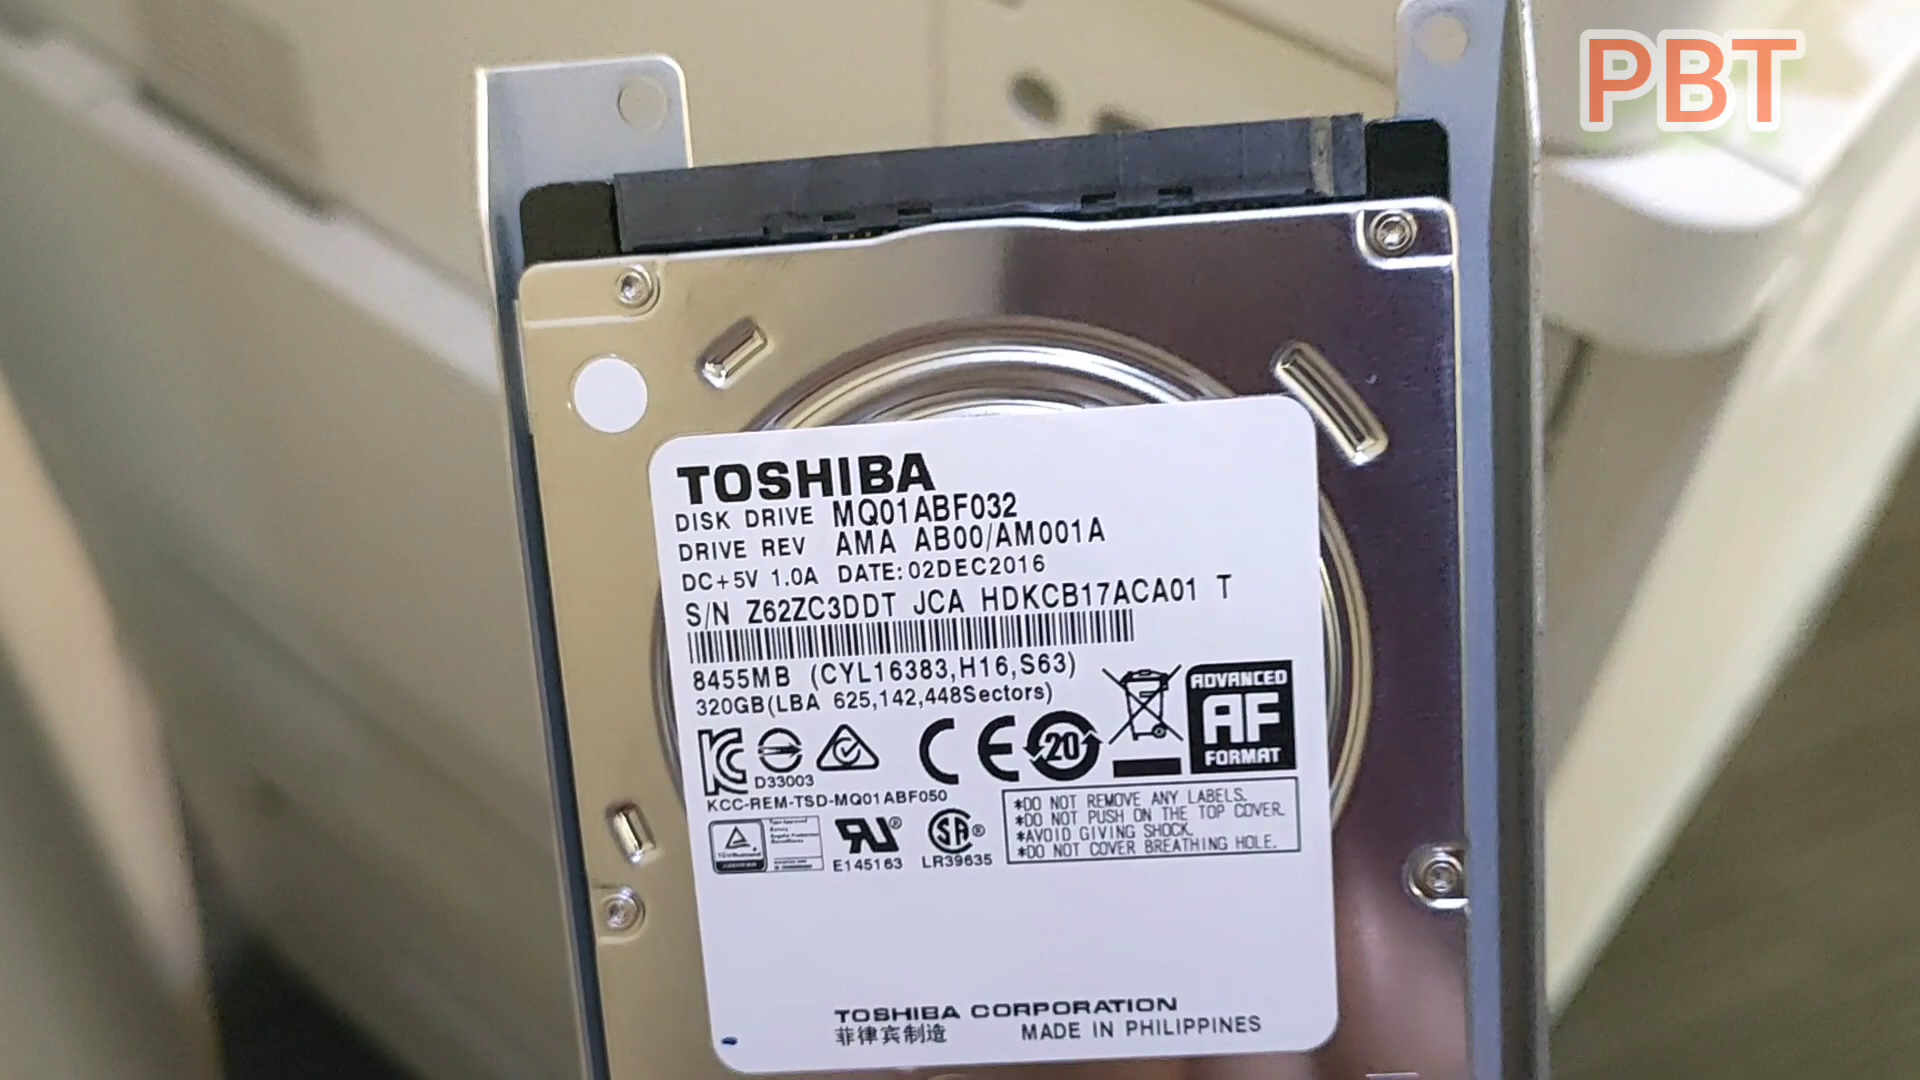 PBT
TOSHIBA
DISK DRIVE MQ01ABF032
DRIVE REV AMA AB00/AM001A
DC+5V 1.0A DATE:02DEC2016
S/N Z62ZC3DDT JCA HDKCB17ACA01 T
8455MB (CYL16383,H16,S63)
320GB(LBA 625,142,448Sectors)
ADVANCED
AF
FORMAT
20
D33003
KCC-REM-TSD-MQ01ABF050
E145163
LR39635
*DO NOT REMOVE ANY LABELS.
*DO NOT PUSH ON THE TOP COVER.
*AVOID GIVING SHOCK.
*DO NOT COVER BREATHING HOLE.
TOSHIBA CORPORATION
菲律宾制造 MADE IN PHILIPPINES